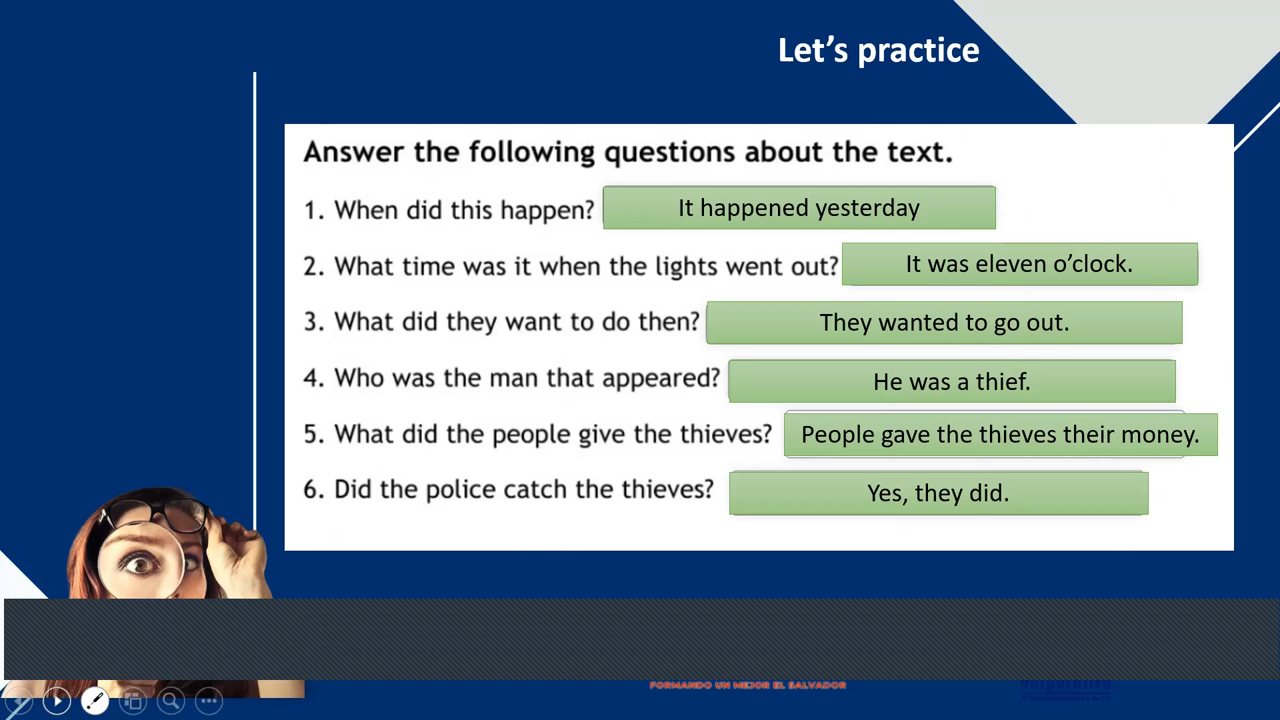 Let's practice
Answer the following questions about the text.
1. When did this happen? It happened yesterday
2. What time was it when the lights went out? It was eleven o'clock.
3. What did they want to do then? They wanted to go out.
4. Who was the man that appeared? He was a thief.
5. What did the people give the thieves? People gave the thieves their money.
6. Did the police catch the thieves? Yes, they did.
FORMANDO UN MEJOR EL SALVADOR